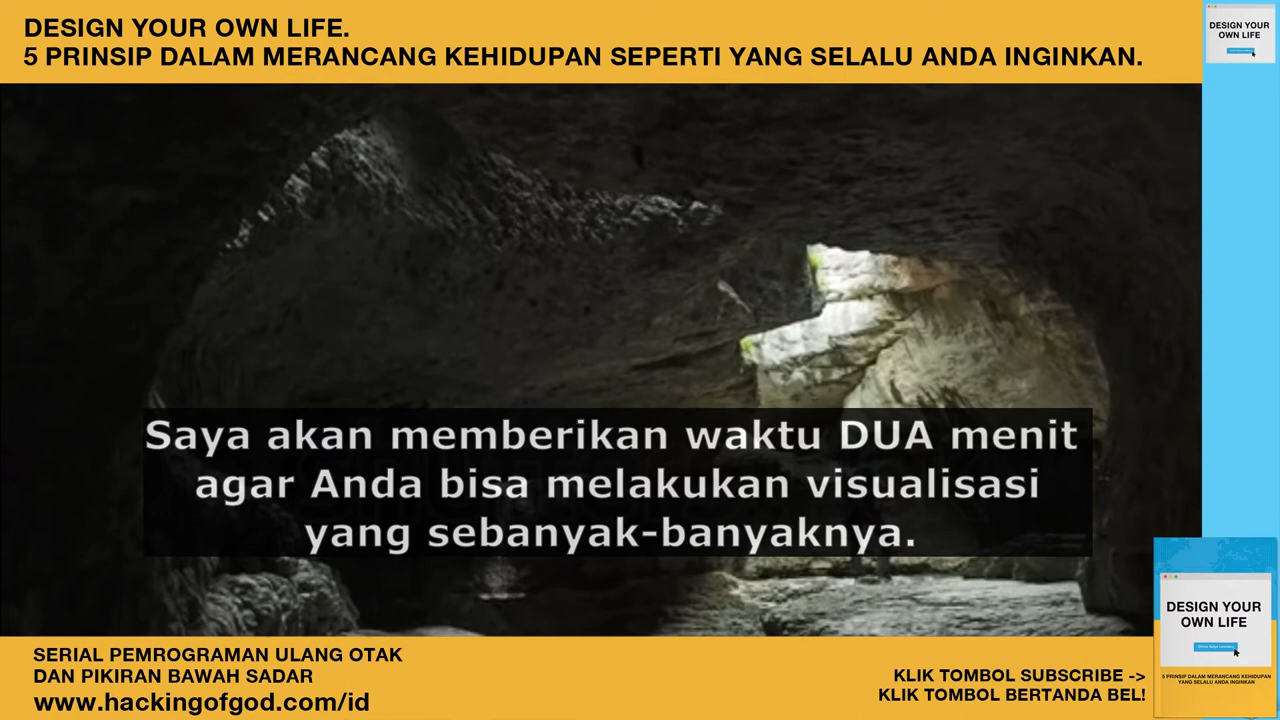 DESIGN YOUR OWN LIFE.
5 PRINSIP DALAM MERANCANG KEHIDUPAN SEPERTI YANG SELALU ANDA INGINKAN.
DESIGN YOUR
OWN LIFE
Saya akan memberikan waktu DUA menit
agar Anda bisa melakukan visualisasi
yang sebanyak-banyaknya.
SERIAL PEMROGRAMAN ULANG OTAK
DAN PIKIRAN BAWAH SADAR
www.hackingofgod.com/id
KLIK TOMBOL SUBSCRIBE ->
KLIK TOMBOL BERTANDA BEL!
DESIGN YOUR
OWN LIFE
5 PRINSIP DALAM MERANCANG KEHIDUPAN
YANG SELALU ANDA INGINKAN